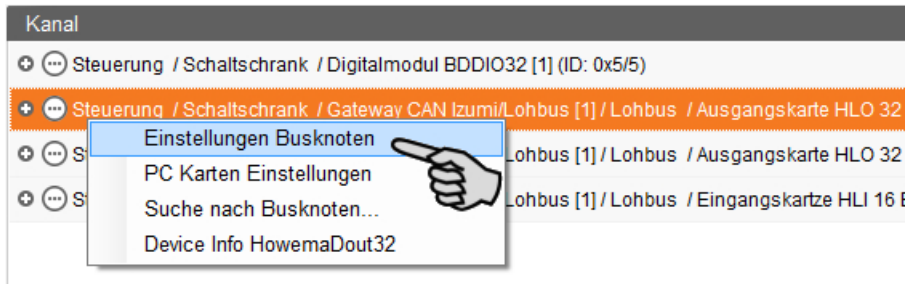 Kanal
Steuerung / Schaltschrank / Digitalmodul BDDIO32 [1] (ID: 0x5/5)
Steuerung / Schaltschrank / Gateway CAN Izumi/Lohbus [1] / Lohbus / Ausgangskarte HLO 32
Einstellungen Busknoten
Lohbus [1] / Lohbus / Ausgangskarte HLO 32
PC Karten Einstellungen
Lohbus [1] / Lohbus / Eingangskartze HLI 16
Suche nach Busknoten...
Device Info HowemaDout32